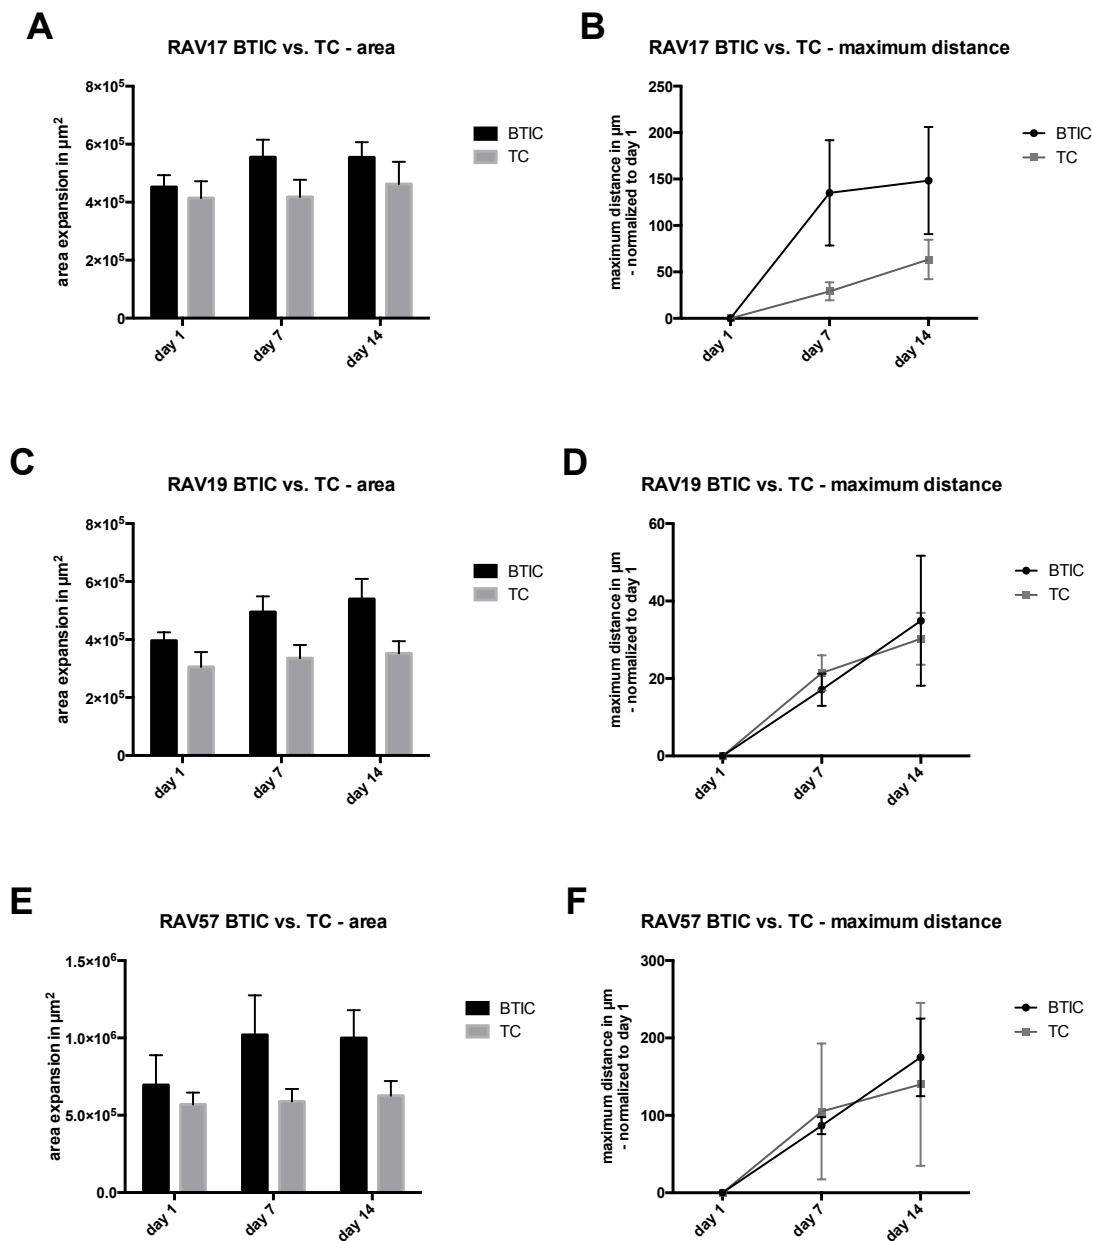 A
RAV17 BTIC vs. TC - area
area expansion in µm²
8×10⁵
6×10⁵
4×10⁵
2×10⁵
0
day 1
day 7
day 14
BTIC
TC
B
RAV17 BTIC vs. TC - maximum distance
maximum distance in µm
- normalized to day 1
250
200
150
100
50
0
day 1
day 7
day 14
BTIC
TC
C
RAV19 BTIC vs. TC - area
area expansion in µm²
8×10⁵
6×10⁵
4×10⁵
2×10⁵
0
day 1
day 7
day 14
BTIC
TC
D
RAV19 BTIC vs. TC - maximum distance
maximum distance in µm
- normalized to day 1
60
40
20
0
day 1
day 7
day 14
BTIC
TC
E
RAV57 BTIC vs. TC - area
area expansion in µm²
1.5×10⁶
1.0×10⁶
5.0×10⁵
0.0
day 1
day 7
day 14
BTIC
TC
F
RAV57 BTIC vs. TC - maximum distance
maximum distance in µm
- normalized to day 1
300
200
100
0
day 1
day 7
day 14
BTIC
TC